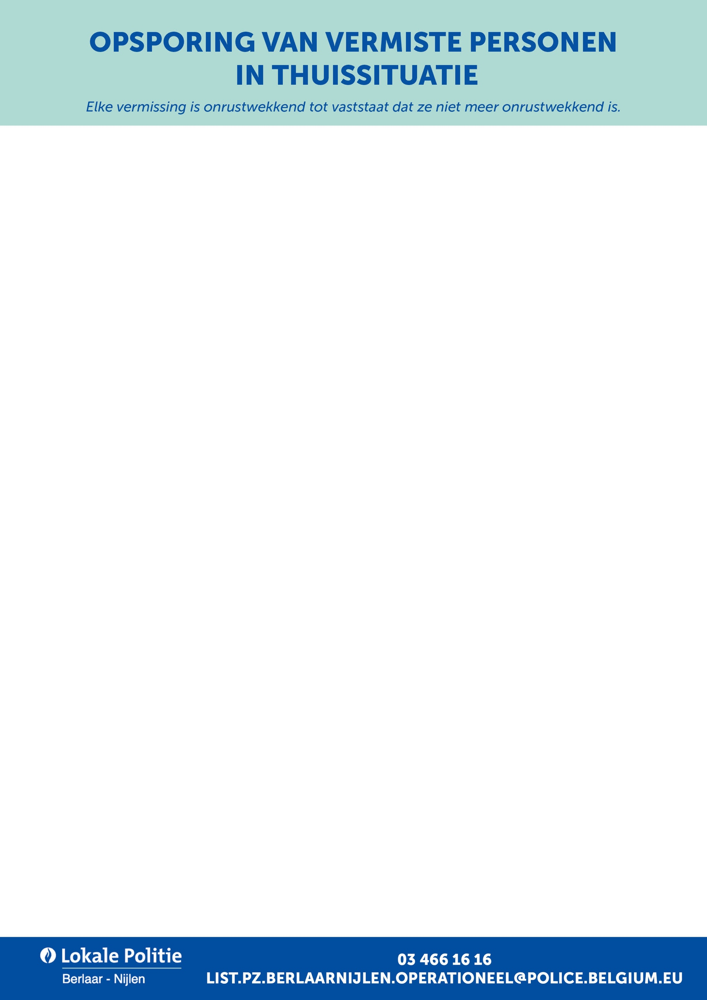 OPSPORING VAN VERMISTE PERSONEN
IN THUISSITUATIE
Elke vermissing is onrustwekkend tot vaststaat dat ze niet meer onrustwekkend is.
Lokale Politie
Berlaar - Nijlen
03 466 16 16
LIST.PZ.BERLAARNIJLEN.OPERATIONEEL@POLICE.BELGIUM.EU